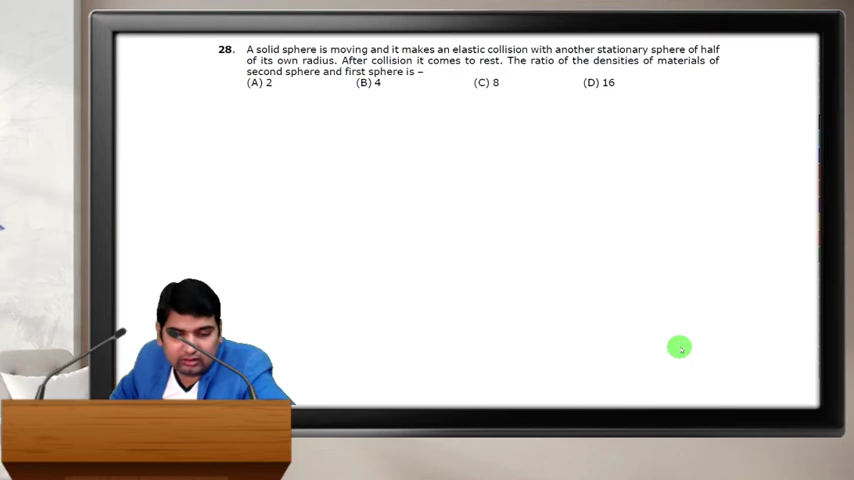 28. A solid sphere is moving and it makes an elastic collision with another stationary sphere of half
of its own radius. After collision it comes to rest. The ratio of the densities of materials of
second sphere and first sphere is –
(A) 2 (B) 4 (C) 8 (D) 16